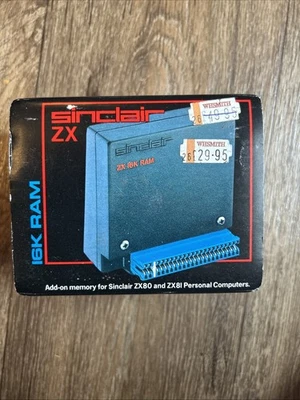 sinclair
ZX
WHSMITH
£49-95
WHSMITH
£29-95
sinclair
ZX 16K RAM
16K RAM
Add-on memory for Sinclair ZX80 and ZX81 Personal Computers.